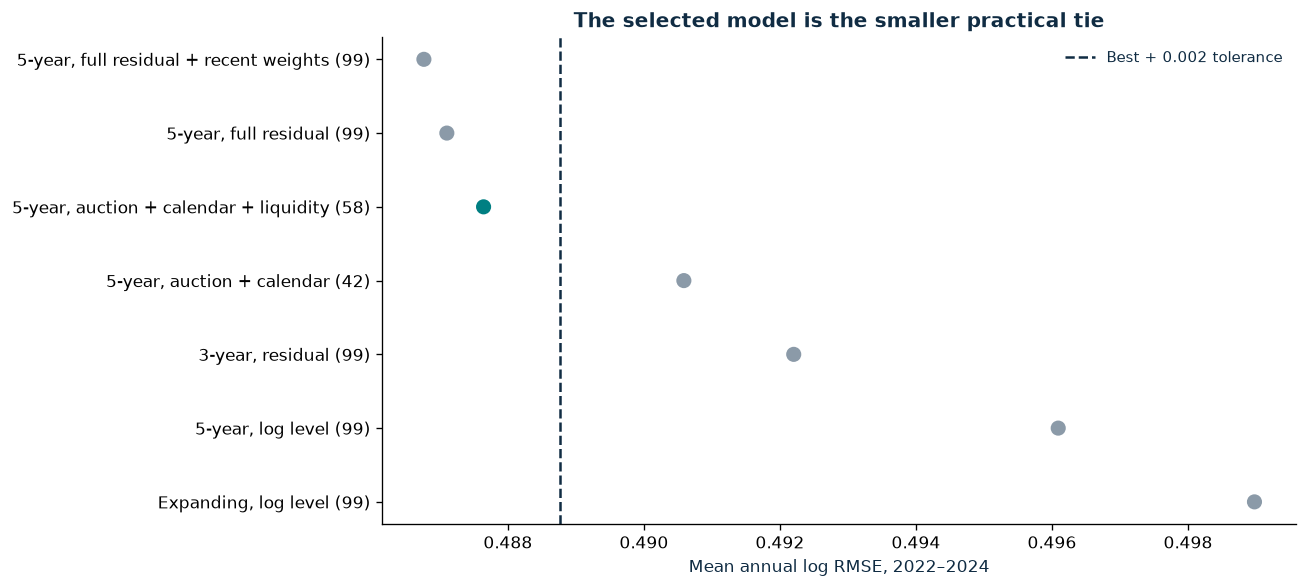 The selected model is the smaller practical tie
Best + 0.002 tolerance
5-year, full residual + recent weights (99)
5-year, full residual (99)
5-year, auction + calendar + liquidity (58)
5-year, auction + calendar (42)
3-year, residual (99)
5-year, log level (99)
Expanding, log level (99)
0.488 0.490 0.492 0.494 0.496 0.498
Mean annual log RMSE, 2022–2024